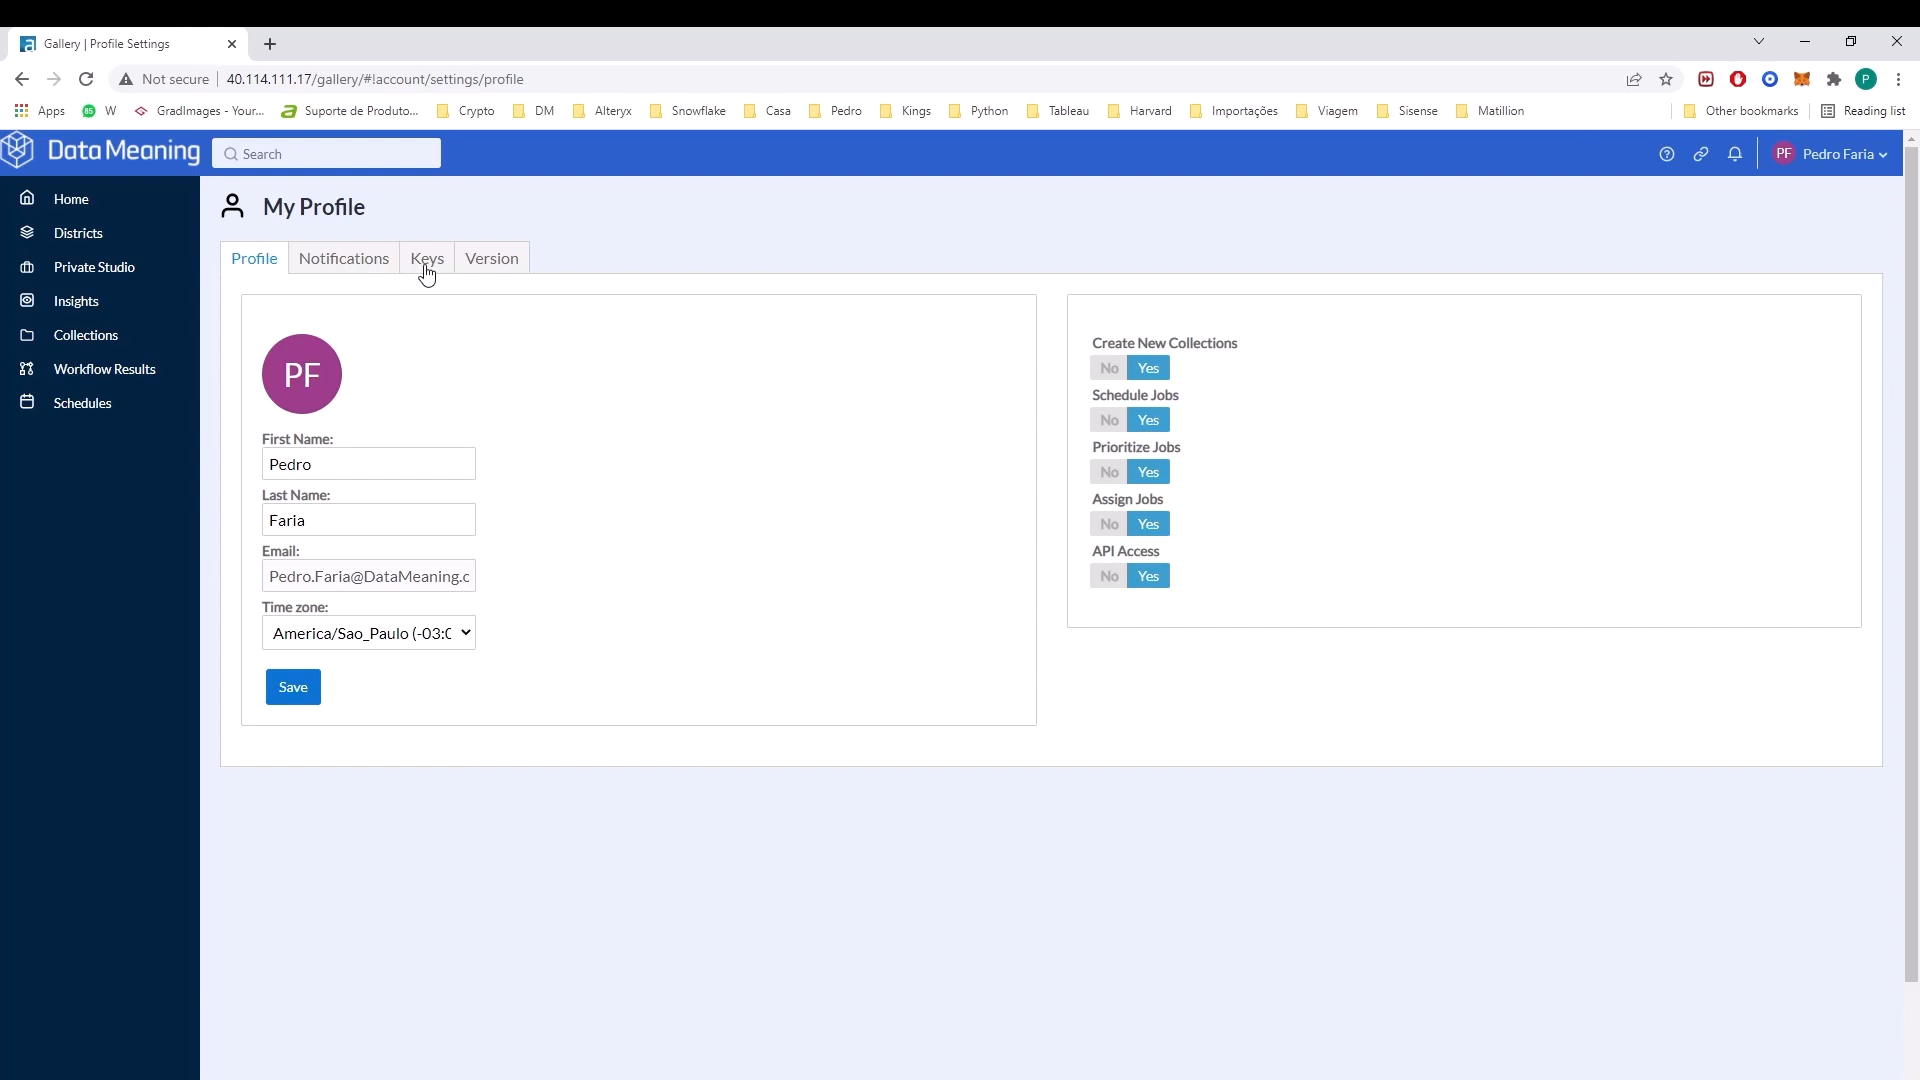 Gallery | Profile Settings
Not secure
40.114.111.17/gallery/#!account/settings/profile
P
Apps
85
W
GradImages - Your...
Suporte de Produto...
Crypto
DM
Alteryx
Snowflake
Casa
Pedro
Kings
Python
Tableau
Harvard
Importações
Viagem
Sisense
Matillion
Other bookmarks
Reading list
Data Meaning
Search
PF
Pedro Faria
Home
Districts
Private Studio
Insights
Collections
Workflow Results
Schedules
My Profile
Profile
Notifications
Keys
Version
PF
First Name:
Pedro
Last Name:
Faria
Email:
Pedro.Faria@DataMeaning.c
Time zone:
America/Sao_Paulo (-03:0
Save
Create New Collections
No Yes
Schedule Jobs
No Yes
Prioritize Jobs
No Yes
Assign Jobs
No Yes
API Access
No Yes